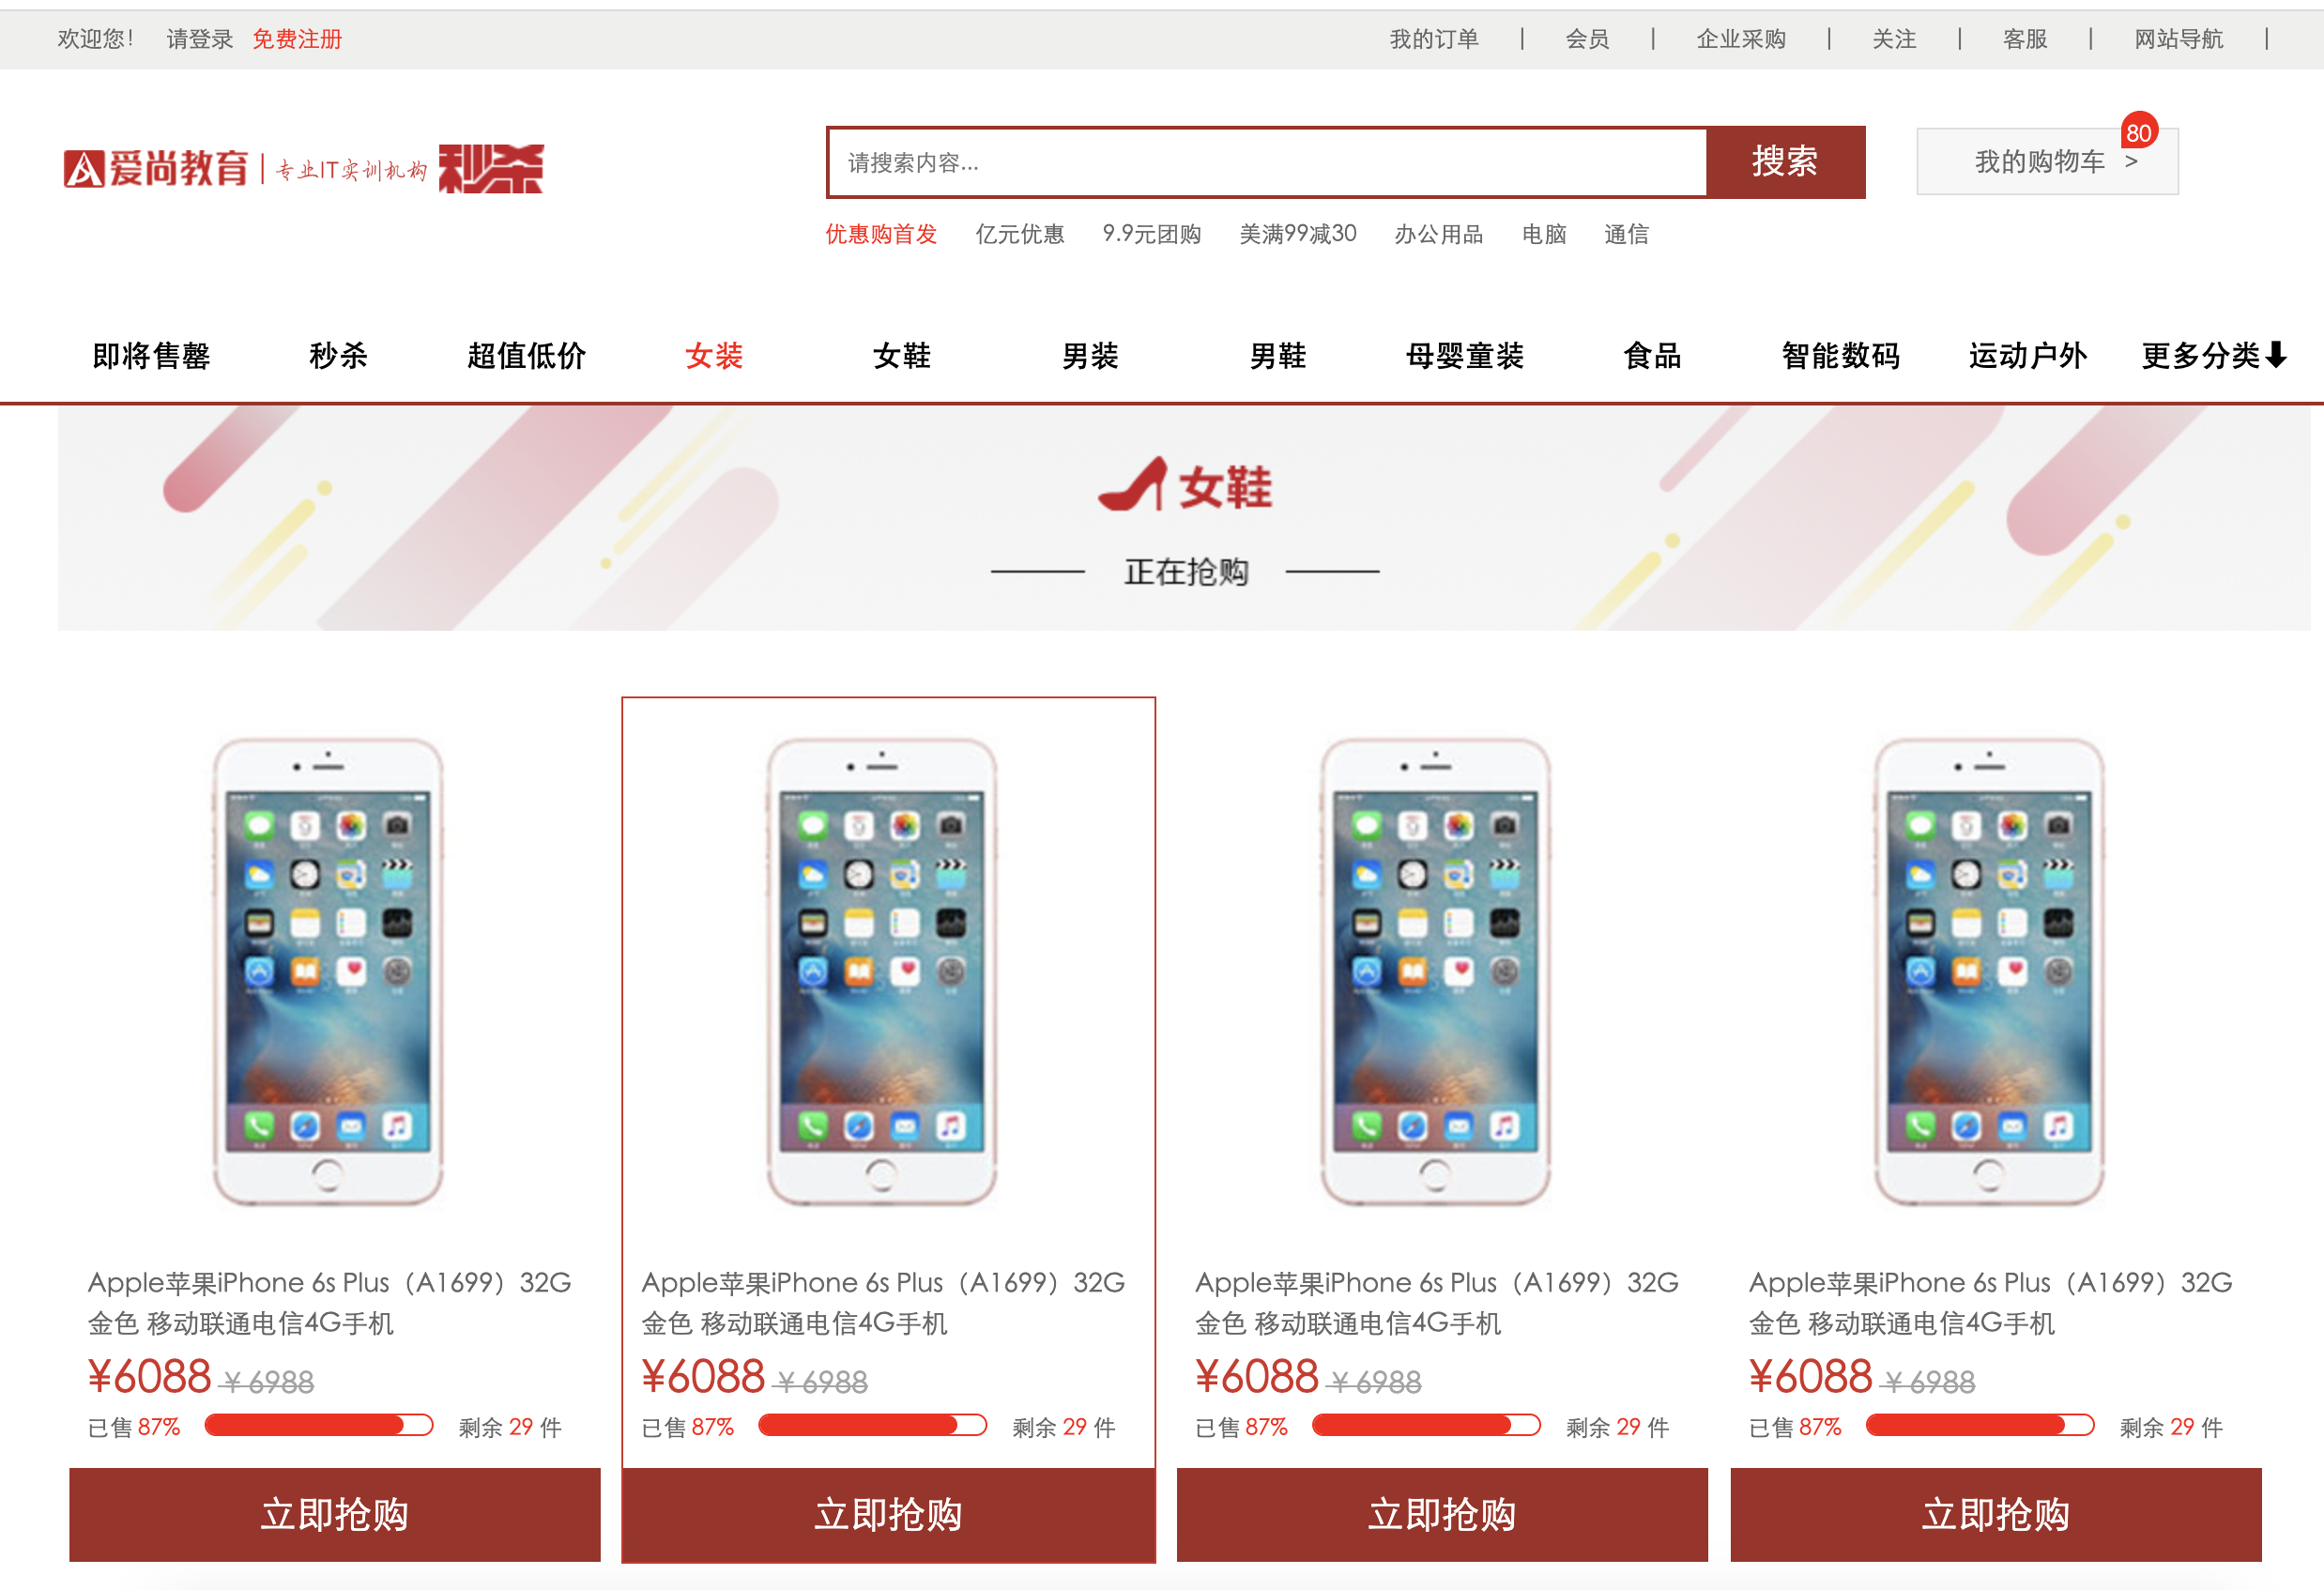 欢迎您！ 请登录 免费注册 我的订单 | 会员 | 企业采购 | 关注 | 客服 | 网站导航 |
爱尚教育 | 专业IT实训机构 秒杀 请搜索内容... 搜索 我的购物车 > 80
优惠购首发 亿元优惠 9.9元团购 美满99减30 办公用品 电脑 通信
即将售罄 秒杀 超值低价 女装 女鞋 男装 男鞋 母婴童装 食品 智能数码 运动户外 更多分类⬇
女鞋
正在抢购
Apple苹果iPhone 6s Plus（A1699）32G
金色 移动联通电信4G手机
¥6088 ¥6988
已售 87% 剩余 29 件
立即抢购
Apple苹果iPhone 6s Plus（A1699）32G
金色 移动联通电信4G手机
¥6088 ¥6988
已售 87% 剩余 29 件
立即抢购
Apple苹果iPhone 6s Plus（A1699）32G
金色 移动联通电信4G手机
¥6088 ¥6988
已售 87% 剩余 29 件
立即抢购
Apple苹果iPhone 6s Plus（A1699）32G
金色 移动联通电信4G手机
¥6088 ¥6988
已售 87% 剩余 29 件
立即抢购